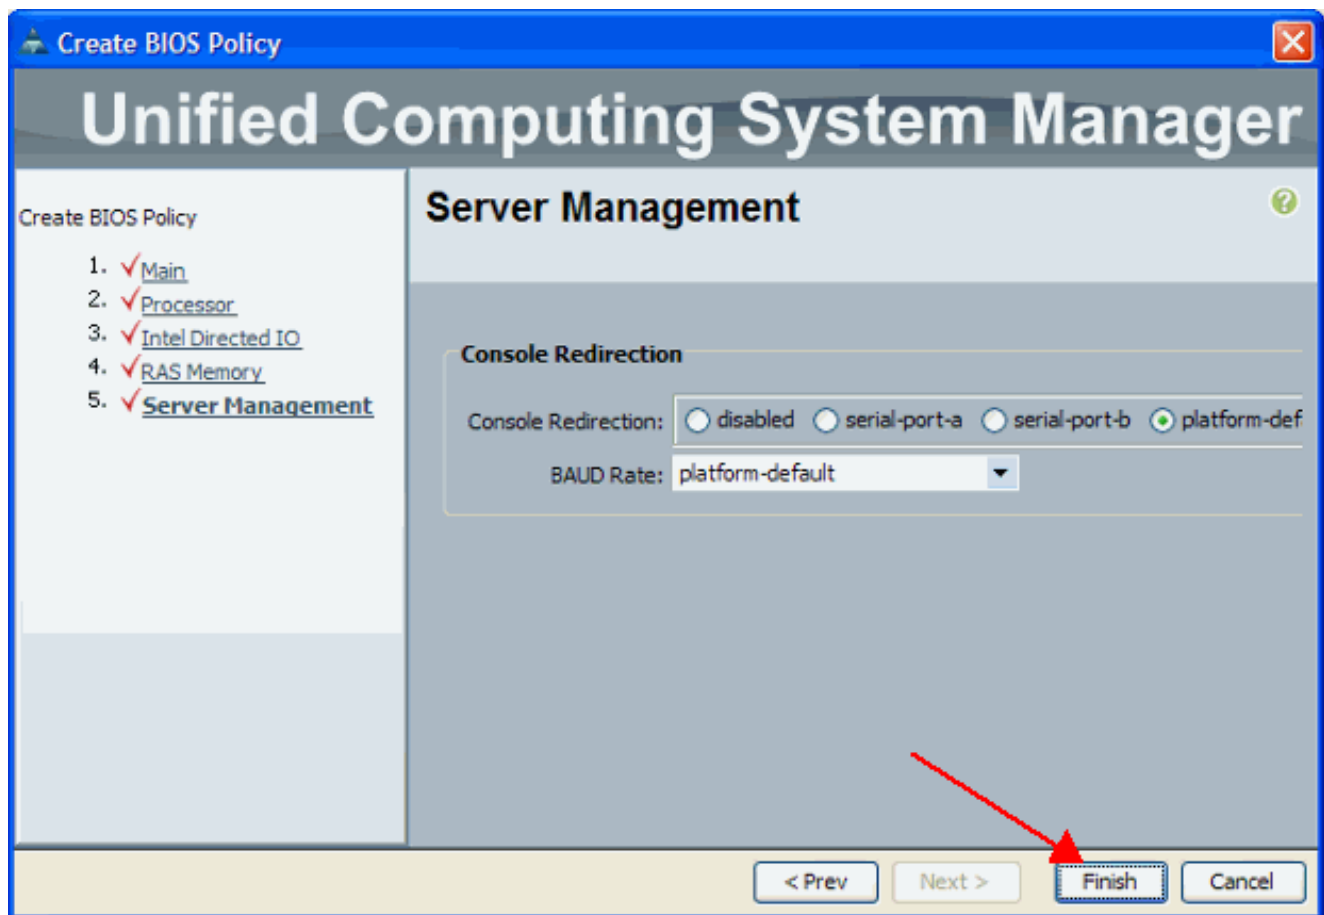 Create BIOS Policy
Unified Computing System Manager
Create BIOS Policy
1. Main
2. Processor
3. Intel Directed IO
4. RAS Memory
5. Server Management
Server Management
?
Console Redirection
Console Redirection: disabled serial-port-a serial-port-b platform-def
BAUD Rate: platform-default
< Prev Next > Finish Cancel